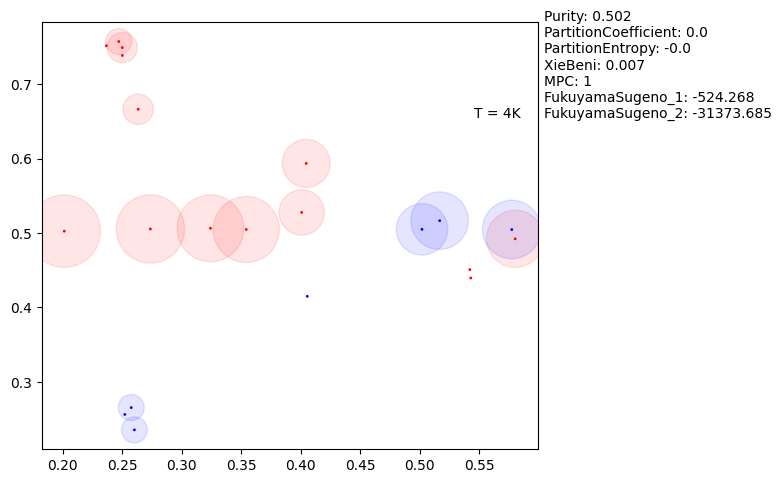 Purity: 0.502
PartitionCoefficient: 0.0
PartitionEntropy: -0.0
XieBeni: 0.007
MPC: 1
FukuyamaSugeno_1: -524.268
FukuyamaSugeno_2: -31373.685
T = 4K
0.7
0.6
0.5
0.4
0.3
0.20 0.25 0.30 0.35 0.40 0.45 0.50 0.55